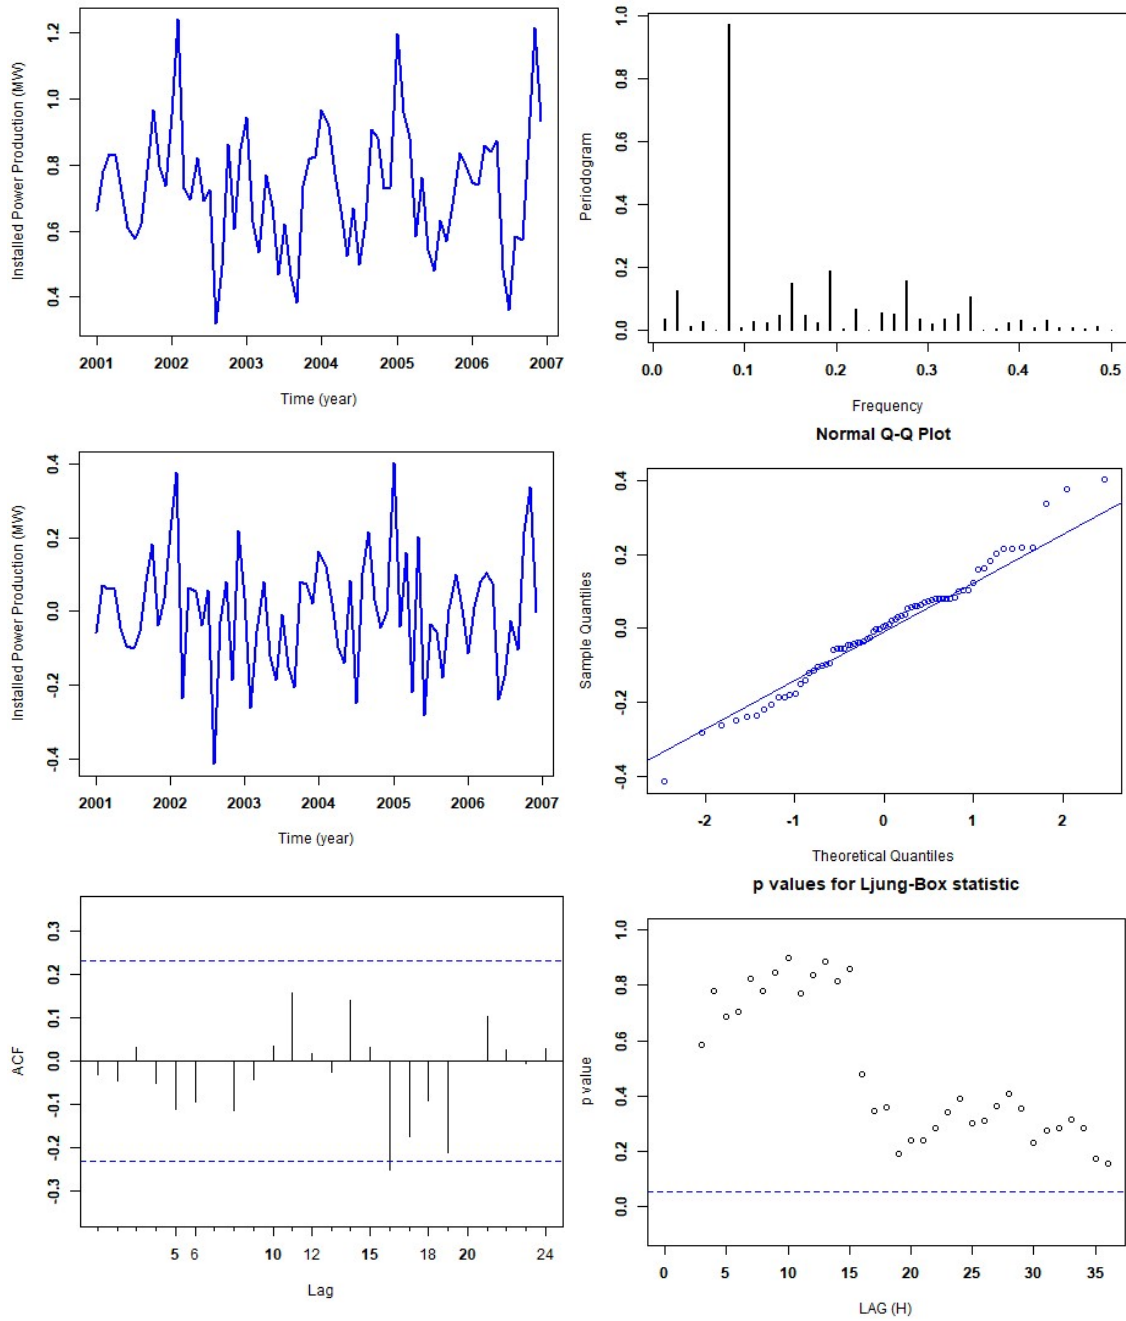 Installed Power Production (MW)
1.2
1.0
0.8
0.6
0.4
2001 2002 2003 2004 2005 2006 2007
Time (year)
Periodogram
1.0
0.8
0.6
0.4
0.2
0.0
0.0 0.1 0.2 0.3 0.4 0.5
Frequency
Installed Power Production (MW)
0.4
0.2
0.0
-0.2
-0.4
2001 2002 2003 2004 2005 2006 2007
Time (year)
Normal Q-Q Plot
Sample Quantiles
0.4
0.2
0.0
-0.2
-0.4
-2 -1 0 1 2
Theoretical Quantiles
ACF
0.3
0.2
0.1
0.0
-0.1
-0.2
-0.3
5 6 10 12 15 18 20 24
Lag
p values for Ljung-Box statistic
p value
1.0
0.8
0.6
0.4
0.2
0.0
0 5 10 15 20 25 30 35
LAG (H)